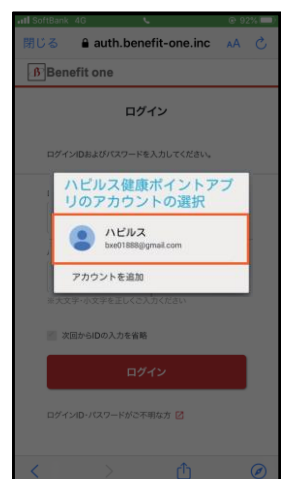 SoftBank 4G 92%
閉じる auth.benefit-one.inc AA
Benefit one
ログイン
ログインIDおよびパスワードを入力してください。
ハピルス健康ポイントアプ
リのアカウントの選択
ハピルス
bxe01888@gmail.com
アカウントを追加
※大文字・小文字を正しくご入力ください
次回からIDの入力を省略
ログイン
ログインID・パスワードがご不明な方